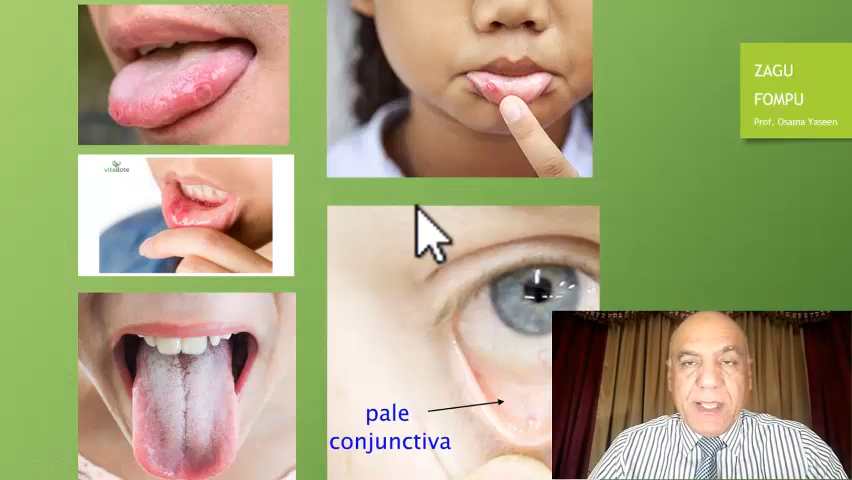 vitadote
pale
conjunctiva
ZAGU
FOMPU
Prof. Osama Yaseen